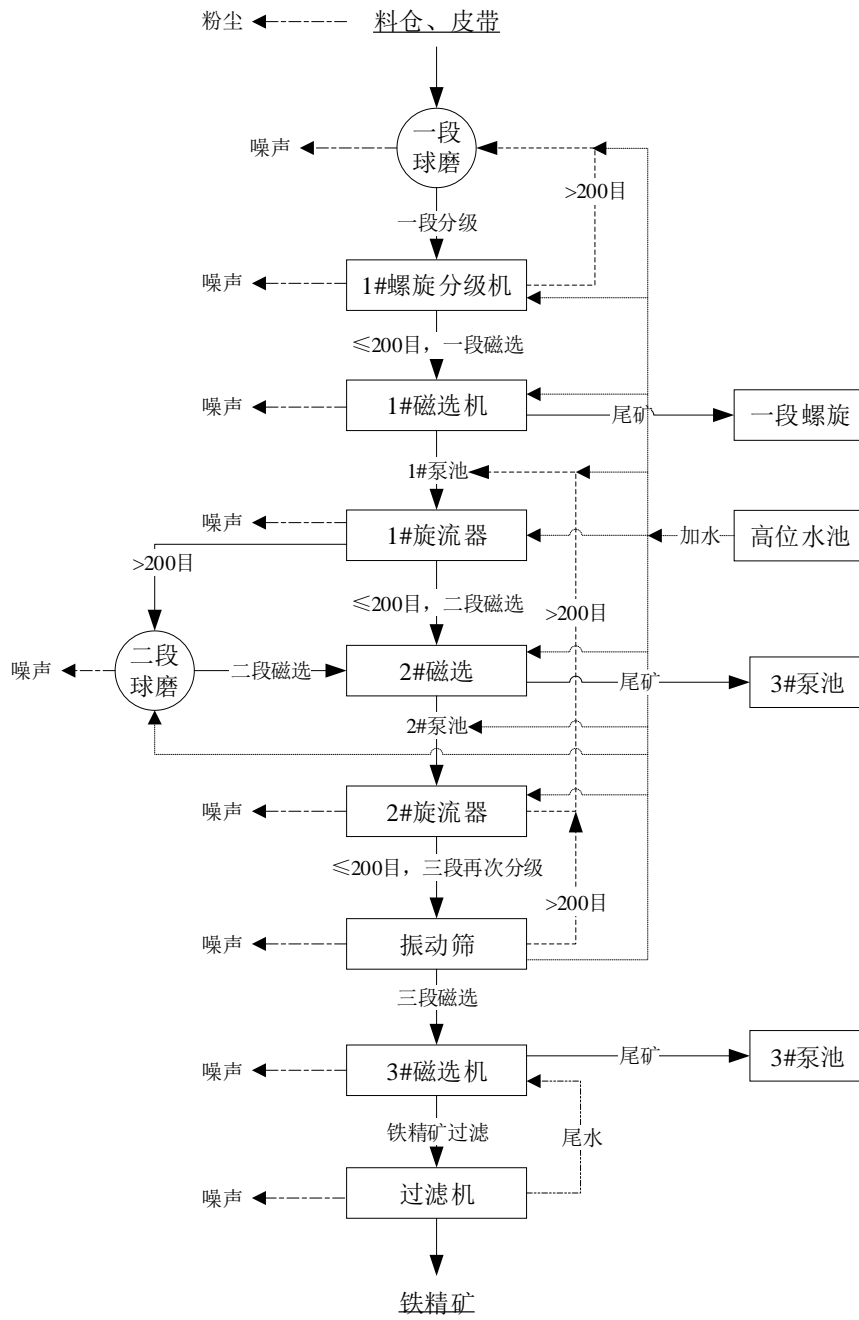 粉尘
料仓、皮带
一段
球磨
噪声
>200目
一段分级
噪声
1#螺旋分级机
≤200目，一段磁选
噪声
1#磁选机
尾矿
一段螺旋
1#泵池
噪声
1#旋流器
加水
高位水池
>200目
≤200目，二段磁选
>200目
噪声
二段
球磨
二段磁选
2#磁选
尾矿
3#泵池
2#泵池
噪声
2#旋流器
≤200目，三段再次分级
>200目
噪声
振动筛
三段磁选
噪声
3#磁选机
尾矿
3#泵池
铁精矿过滤
尾水
噪声
过滤机
铁精矿